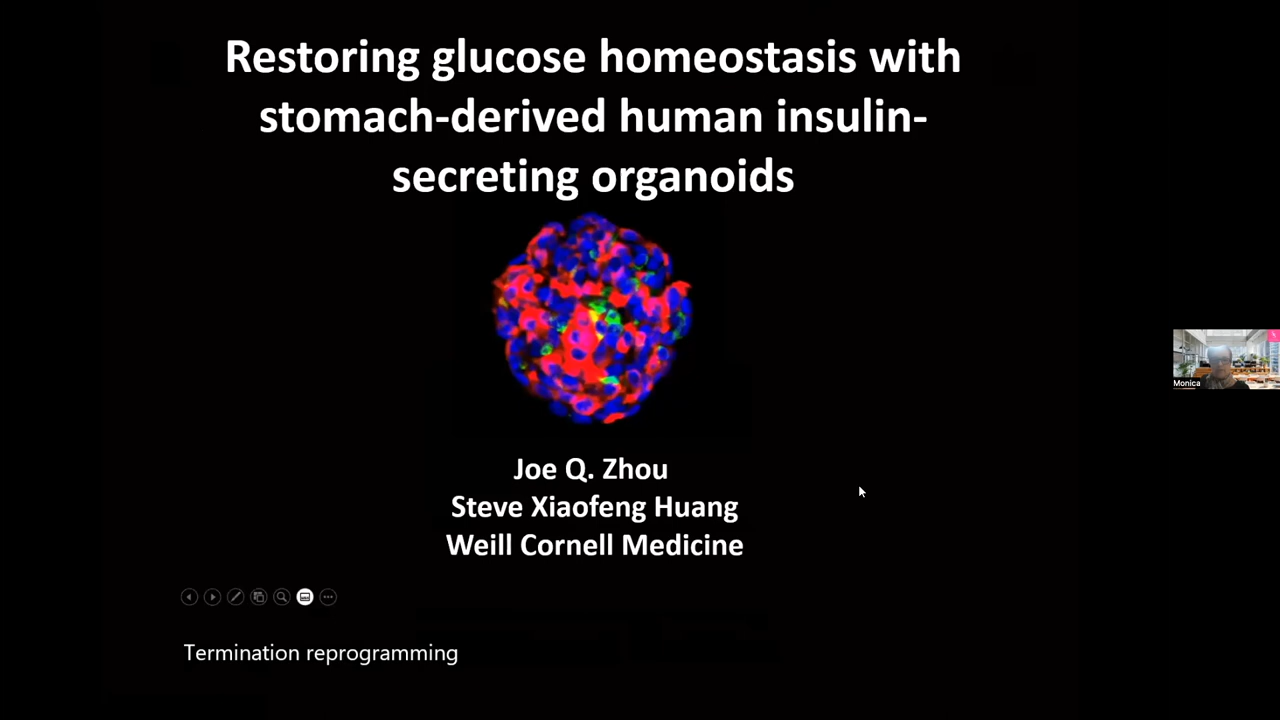 Restoring glucose homeostasis with
stomach-derived human insulin-
secreting organoids
Joe Q. Zhou
Steve Xiaofeng Huang
Weill Cornell Medicine
Monica
Termination reprogramming